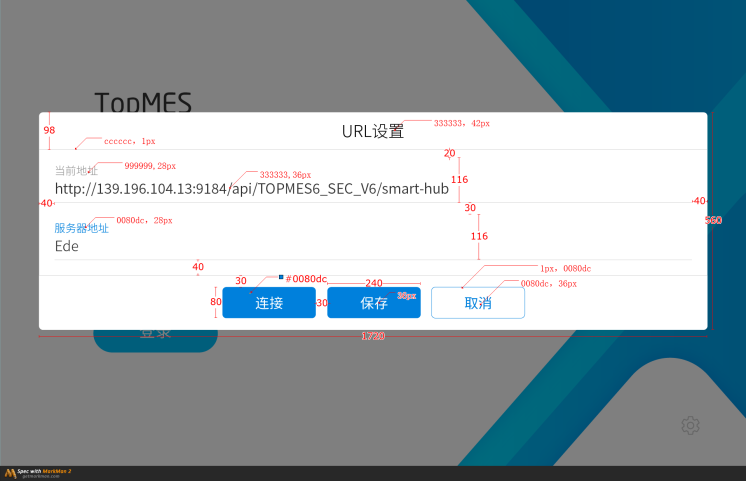 TopMES
URL设置
333333, 42px
98
cccccc, 1px
20
999999,28px
当前地址
333333,36px
http://139.196.104.13:9184/api/TOPMES6_SEC_V6/smart-hub
116
40
40
30
0080dc, 28px
560
服务器地址
116
Ede
40
1px, 0080dc
30
#0080dc
240
0080dc, 36px
80
连接
30
保存
36px
取消
登录
1720
Spec with MarkMan 2
getmarkman.com